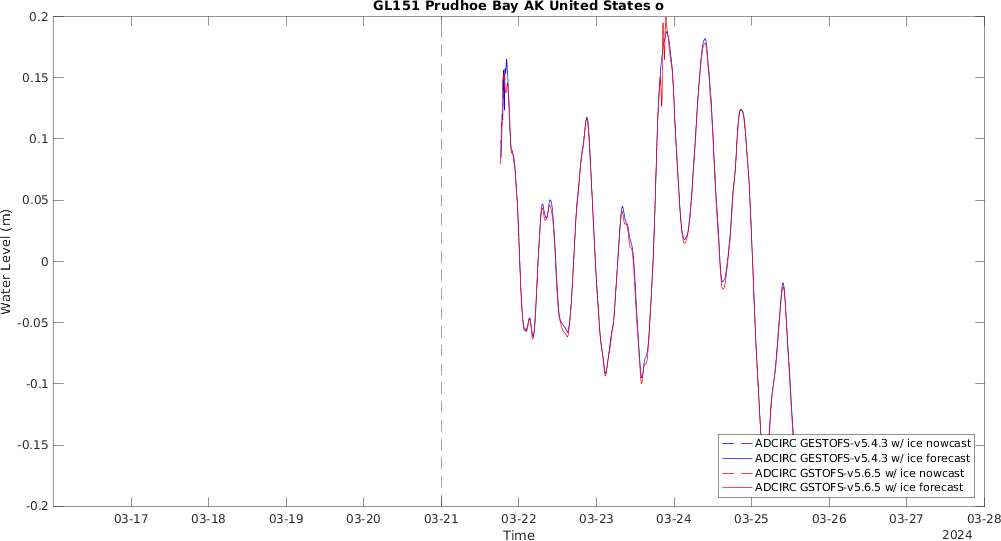 GL151 Prudhoe Bay AK United States o
0.2
0.15
0.1
0.05
0
-0.05
-0.1
-0.15
-0.2
Water Level (m)
ADCIRC GESTOFS-v5.4.3 w/ ice nowcast
ADCIRC GESTOFS-v5.4.3 w/ ice forecast
ADCIRC GSTOFS-v5.6.5 w/ ice nowcast
ADCIRC GSTOFS-v5.6.5 w/ ice forecast
03-17 03-18 03-19 03-20 03-21 03-22 03-23 03-24 03-25 03-26 03-27 03-28
Time
2024